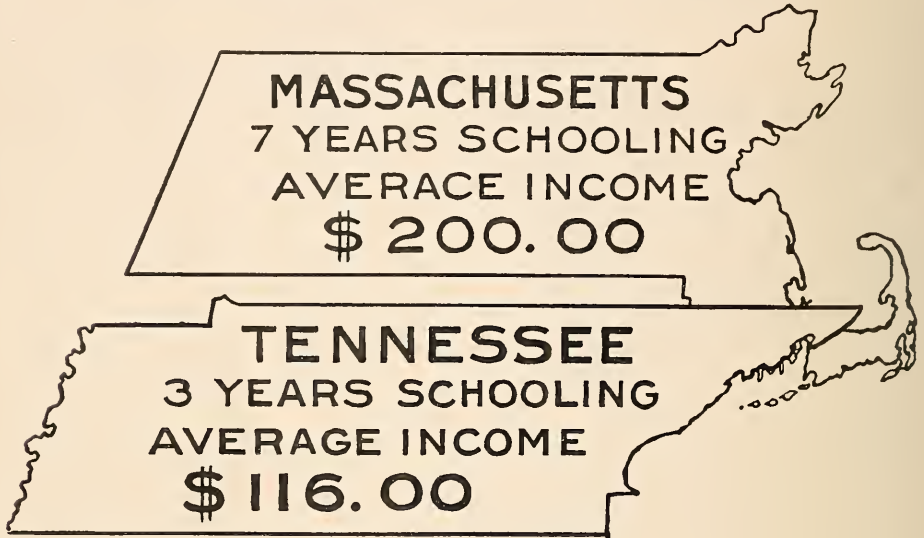 MASSACHUSETTS
7 YEARS SCHOOLING
AVERACE INCOME
$ 200.00
TENNESSEE
3 YEARS SCHOOLING
AVERAGE INCOME
$ 116.00